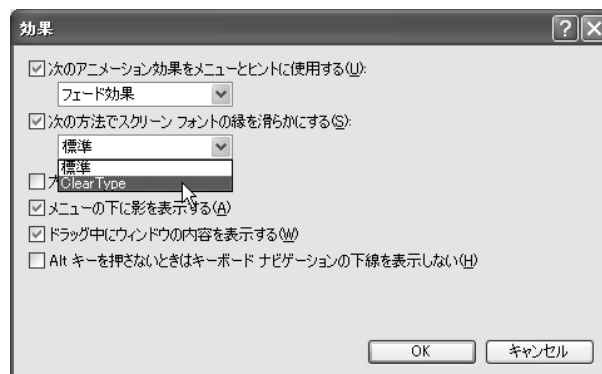 効果
次のアニメーション効果をメニューとヒントに使用する(U):
フェード効果
次の方法でスクリーン フォントの縁を滑らかにする(S):
標準
標準
ClearType
メニューの下に影を表示する(A)
ドラッグ中にウィンドウの内容を表示する(W)
Alt キーを押さないときはキーボード ナビゲーションの下線を表示しない(H)
OK キャンセル